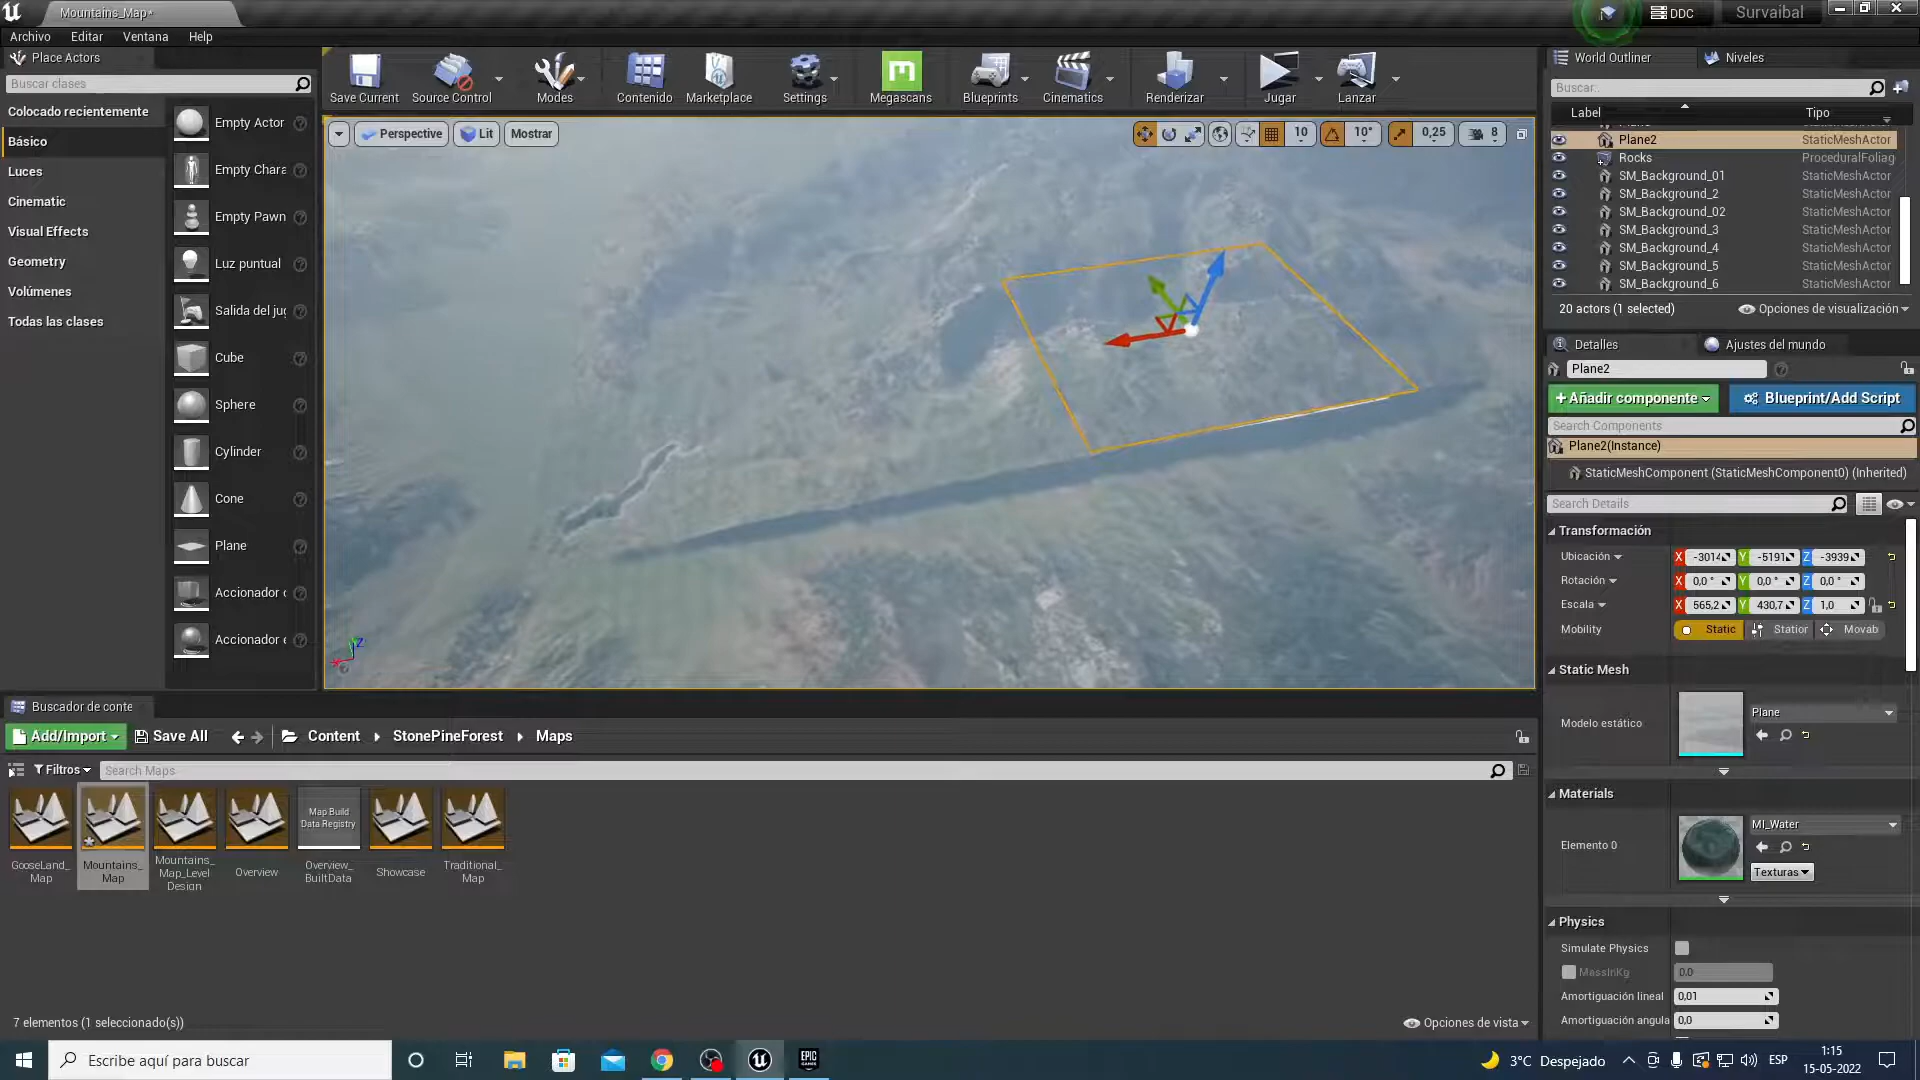 Mountains_Map*
DDC
Survaibal
Archivo
Editar
Ventana
Help
Place Actors
Buscar clases
Colocado recientemente
Básico
Luces
Cinematic
Visual Effects
Geometry
Volúmenes
Todas las clases
Empty Actor
Empty Chara
Empty Pawn
Luz puntual
Salida del jug
Cube
Sphere
Cylinder
Cone
Plane
Accionador c
Accionador e
Save Current
Source Control
Modes
Contenido
Marketplace
Settings
Megascans
Blueprints
Cinematics
Renderizar
Jugar
Lanzar
Perspective
Lit
Mostrar
10
10°
0,25
8
World Outliner
Niveles
Buscar..
Label
Tipo
Plane2
StaticMeshActor
Rocks
ProceduralFoliag
SM_Background_01
StaticMeshActor
SM_Background_2
StaticMeshActor
SM_Background_02
StaticMeshActor
SM_Background_3
StaticMeshActor
SM_Background_4
StaticMeshActor
SM_Background_5
StaticMeshActor
SM_Background_6
StaticMeshActor
20 actors (1 selected)
Opciones de visualización
Detalles
Ajustes del mundo
Plane2
+Añadir componente
Blueprint/Add Script
Search Components
Plane2(Instance)
StaticMeshComponent (StaticMeshComponent0) (Inherited)
Search Details
Transformación
Ubicación
X -3014 Y -5191 Z -3939
Rotación
X 0,0 ° Y 0,0 ° Z 0,0 °
Escala
X 565,2 Y 430,7 Z 1,0
Mobility
Static
Station
Movab
Static Mesh
Modelo estático
Plane
Materials
Elemento 0
MI_Water
Texturas
Physics
Simulate Physics
MassInKg
0.0
Amortiguación lineal
0,01
Amortiguación angula
0,0
Buscador de conte
Add/Import
Save All
Content
StonePineForest
Maps
Filtros
Search Maps
GooseLand_
Map
Mountains_
Map
Mountains_
Map_Level
Design
Overview
Map Build
Data Registry
Overview_
BuiltData
Showcase
Traditional_
Map
7 elementos (1 seleccionado(s))
Opciones de vista
Escribe aquí para buscar
EPIC
GAMES
3°C Despejado
ESP
1:15
15-05-2022